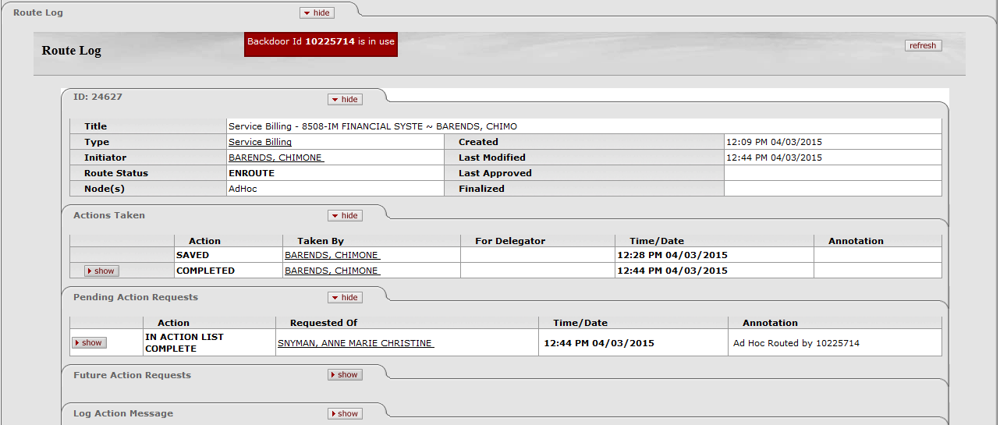 Route Log hide
Route Log Backdoor Id 10225714 is in use refresh
ID: 24627 hide
Title Service Billing - 8508-IM FINANCIAL SYSTE ~ BARENDS, CHIMO
Type Service Billing Created 12:09 PM 04/03/2015
Initiator BARENDS, CHIMONE Last Modified 12:44 PM 04/03/2015
Route Status ENROUTE Last Approved
Node(s) AdHoc Finalized
Actions Taken hide
Action Taken By For Delegator Time/Date Annotation
SAVED BARENDS, CHIMONE 12:28 PM 04/03/2015
show COMPLETED BARENDS, CHIMONE 12:44 PM 04/03/2015
Pending Action Requests hide
Action Requested Of Time/Date Annotation
show IN ACTION LIST
COMPLETE SNYMAN, ANNE MARIE CHRISTINE 12:44 PM 04/03/2015 Ad Hoc Routed by 10225714
Future Action Requests show
Log Action Message show